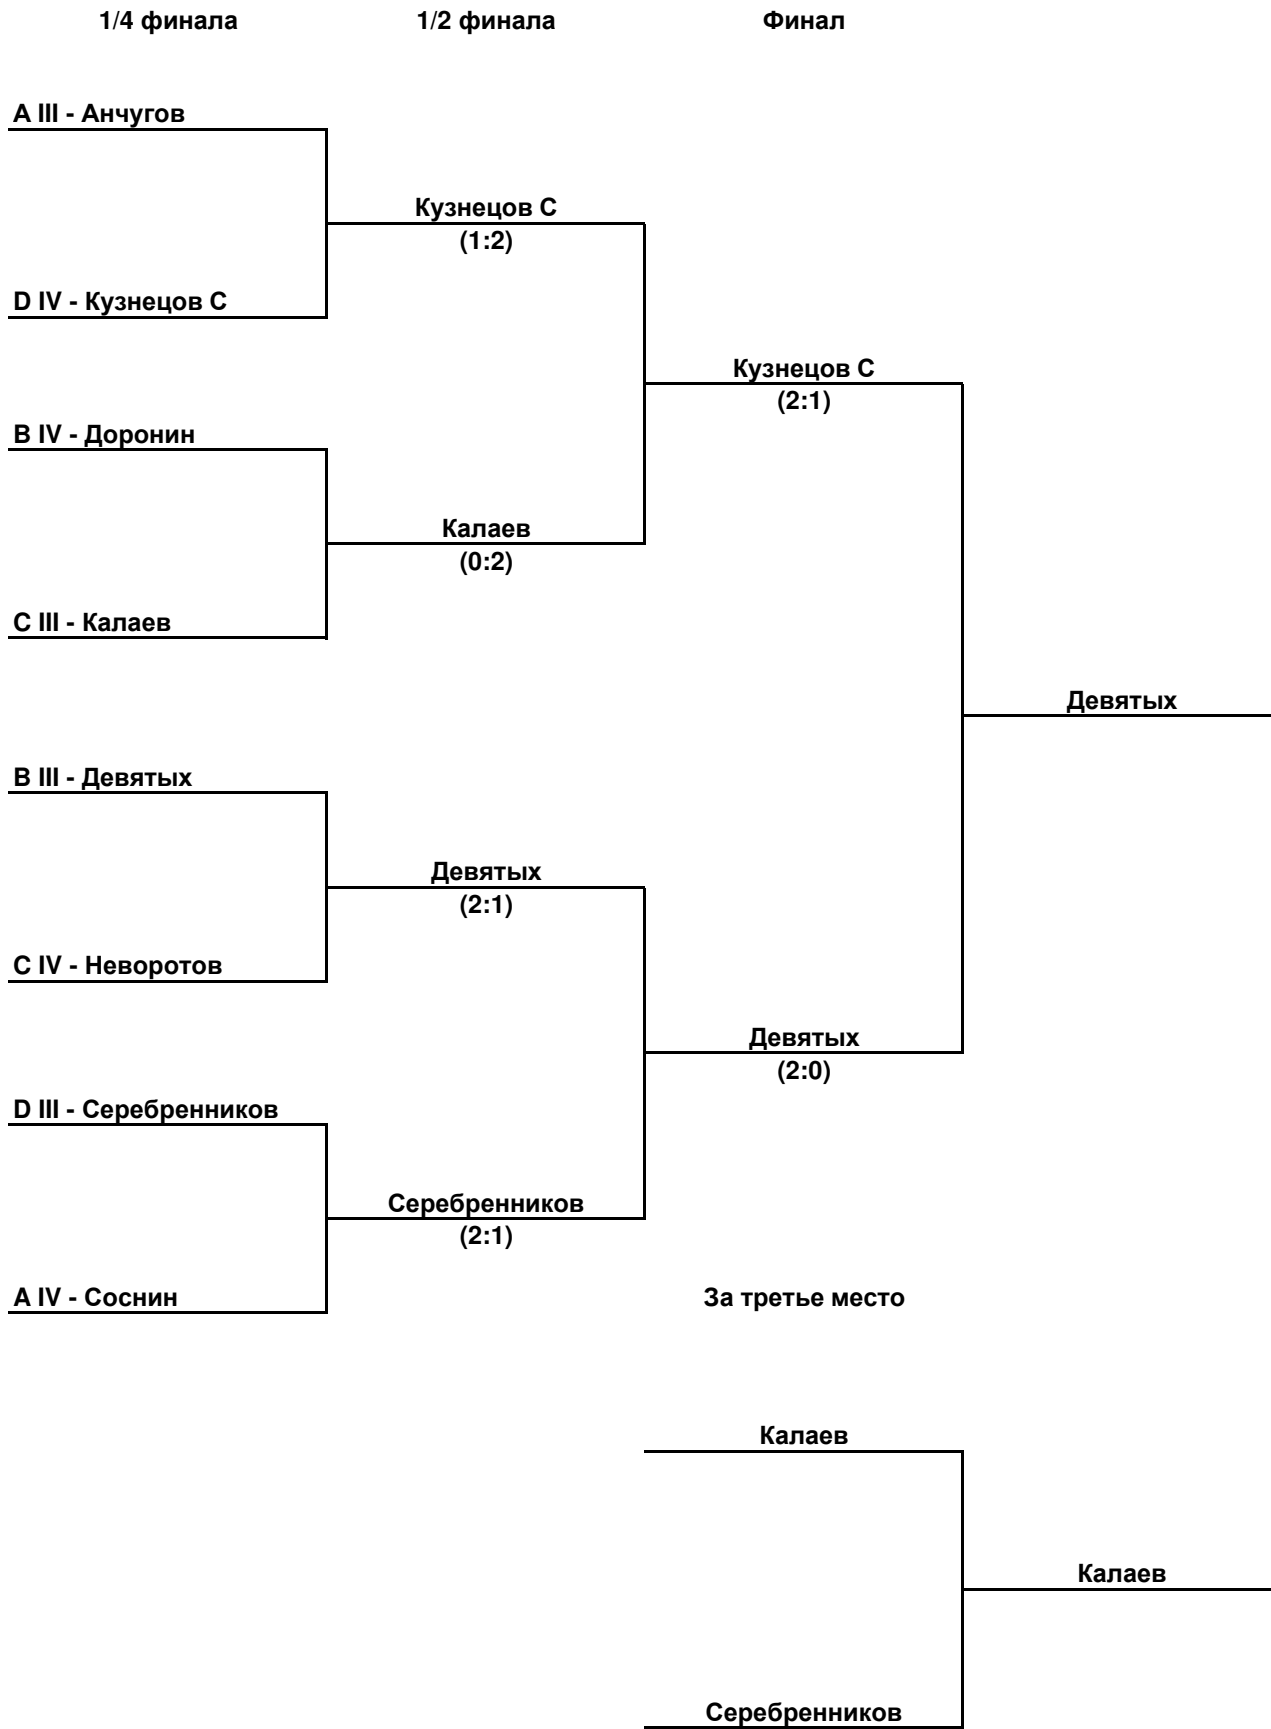 1/4 финала 1/2 финала Финал
A III - Анчугов
Кузнецов С
(1:2)
D IV - Кузнецов С
Кузнецов С
(2:1)
B IV - Доронин
Калаев
(0:2)
C III - Калаев
Девятых
B III - Девятых
Девятых
(2:1)
C IV - Неворотов
Девятых
(2:0)
D III - Серебренников
Серебренников
(2:1)
A IV - Соснин
За третье место
Калаев
Калаев
Серебренников